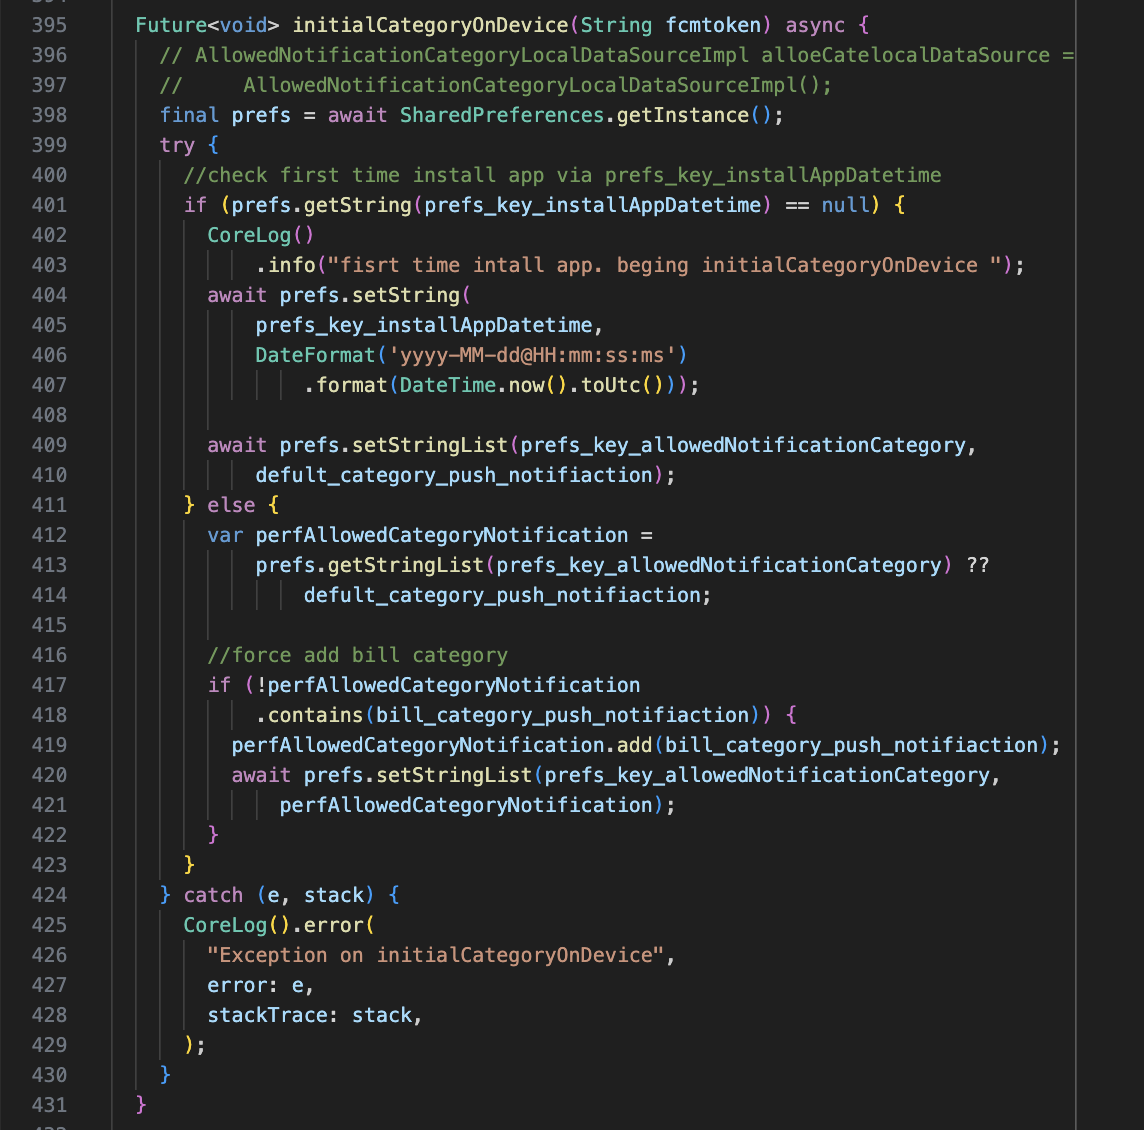 395 Future<void> initialCategoryOnDevice(String fcmtoken) async {
396 // AllowedNotificationCategoryLocalDataSourceImpl alloeCatelocalDataSource =
397 //     AllowedNotificationCategoryLocalDataSourceImpl();
398 final prefs = await SharedPreferences.getInstance();
399 try {
400 //check first time install app via prefs_key_installAppDatetime
401 if (prefs.getString(prefs_key_installAppDatetime) == null) {
402 CoreLog()
403 .info("fisrt time intall app. beging initialCategoryOnDevice ");
404 await prefs.setString(
405 prefs_key_installAppDatetime,
406 DateFormat('yyyy-MM-dd@HH:mm:ss:ms')
407 .format(DateTime.now().toUtc()));
408
409 await prefs.setStringList(prefs_key_allowedNotificationCategory,
410 defult_category_push_notifiaction);
411 } else {
412 var perfAllowedCategoryNotification =
413 prefs.getStringList(prefs_key_allowedNotificationCategory) ??
414 defult_category_push_notifiaction;
415
416 //force add bill category
417 if (!perfAllowedCategoryNotification
418 .contains(bill_category_push_notifiaction)) {
419 perfAllowedCategoryNotification.add(bill_category_push_notifiaction);
420 await prefs.setStringList(prefs_key_allowedNotificationCategory,
421 perfAllowedCategoryNotification);
422 }
423 }
424 } catch (e, stack) {
425 CoreLog().error(
426 "Exception on initialCategoryOnDevice",
427 error: e,
428 stackTrace: stack,
429 );
430 }
431 }